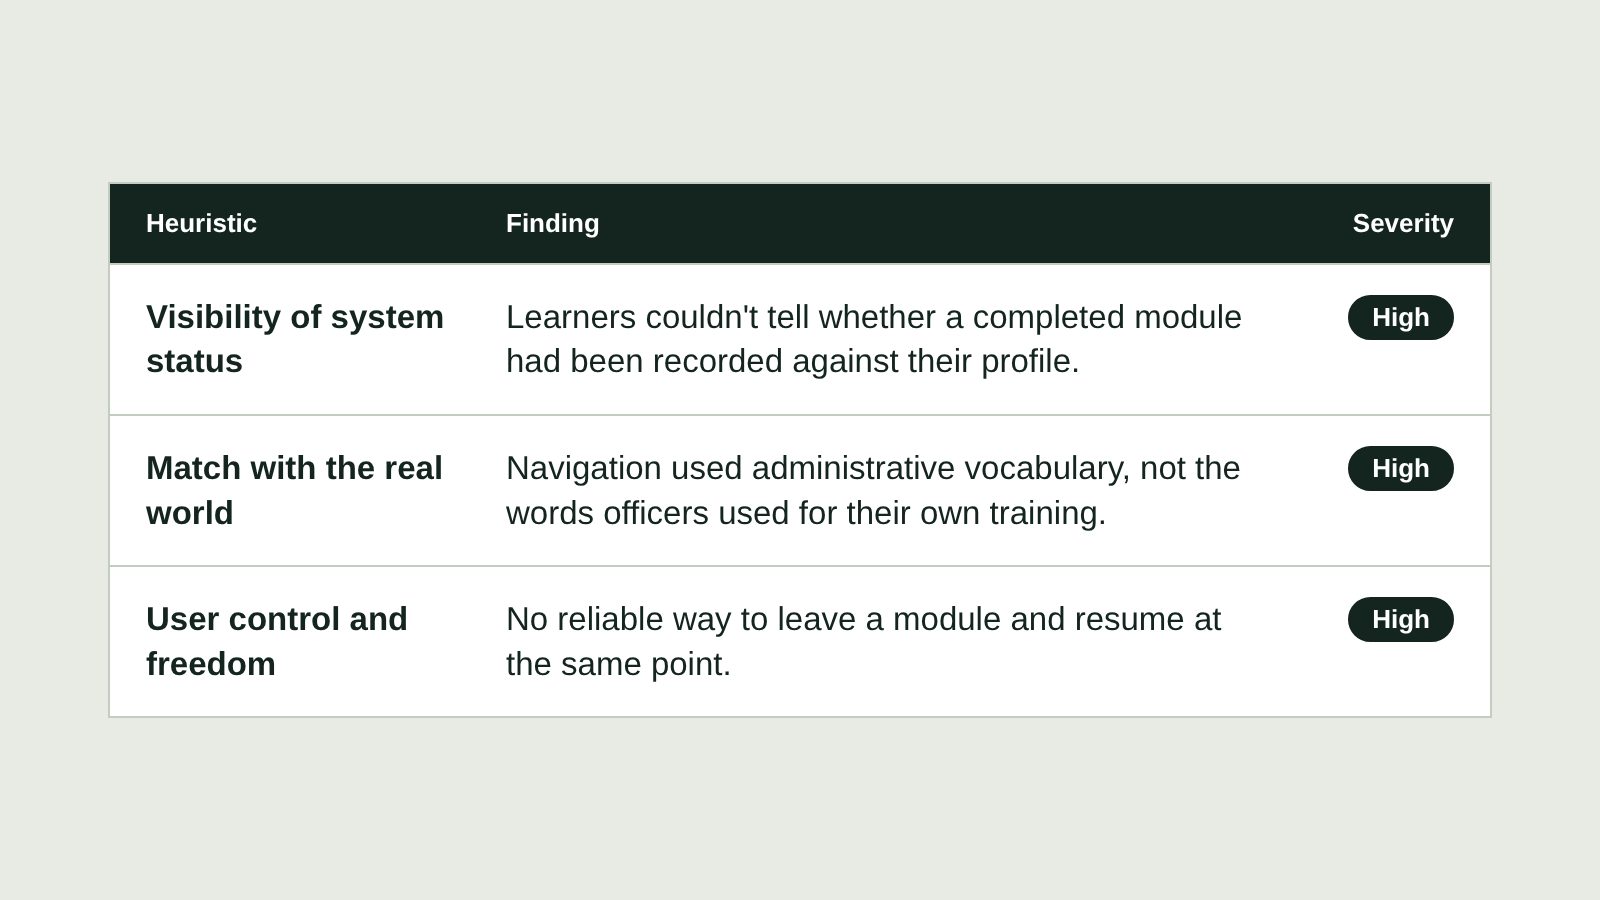 Heuristic Finding Severity
Visibility of system Learners couldn't tell whether a completed module High
status had been recorded against their profile.
Match with the real Navigation used administrative vocabulary, not the High
world words officers used for their own training.
User control and No reliable way to leave a module and resume at High
freedom the same point.